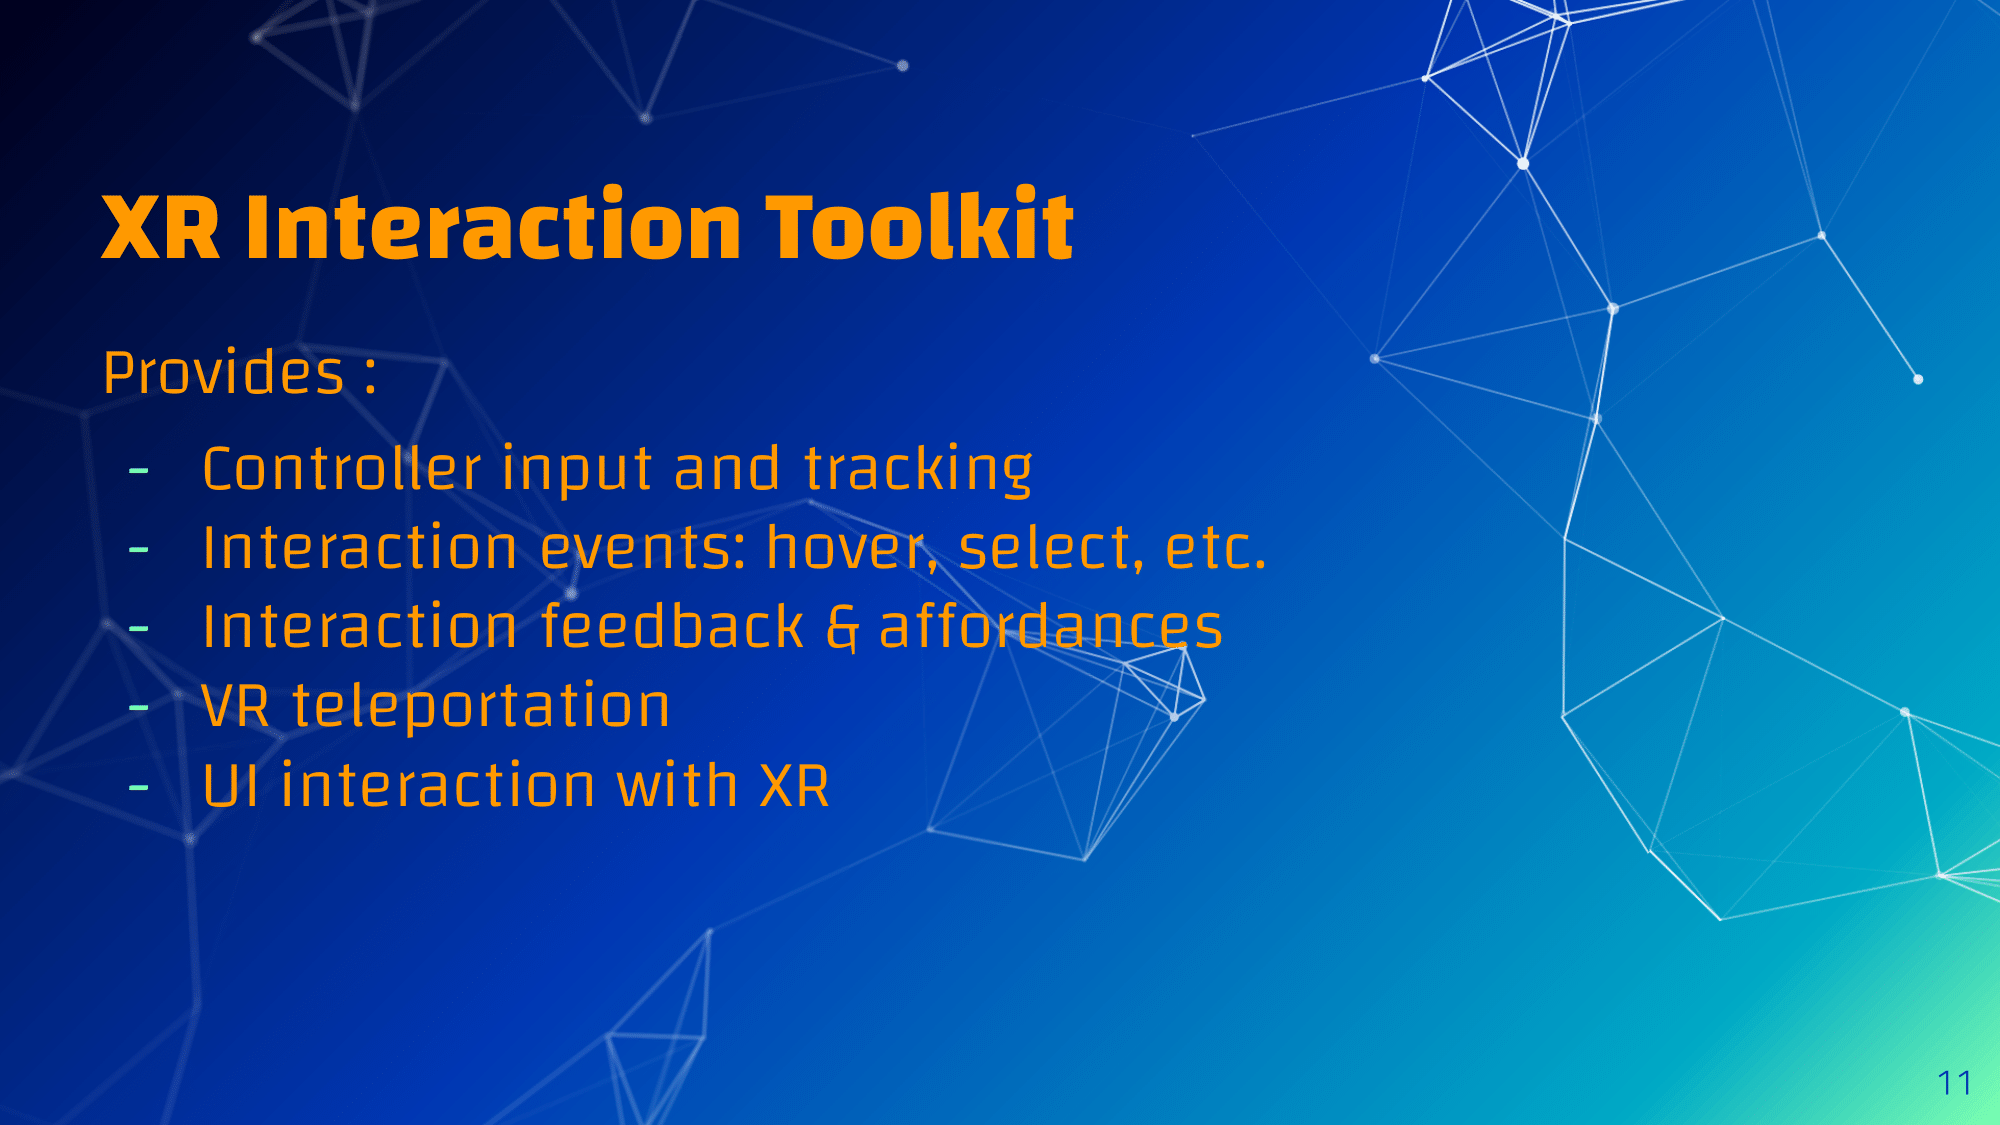 XR Interaction Toolkit
Provides :
- Controller input and tracking
- Interaction events: hover, select, etc.
- Interaction feedback & affordances
- VR teleportation
- UI interaction with XR
11